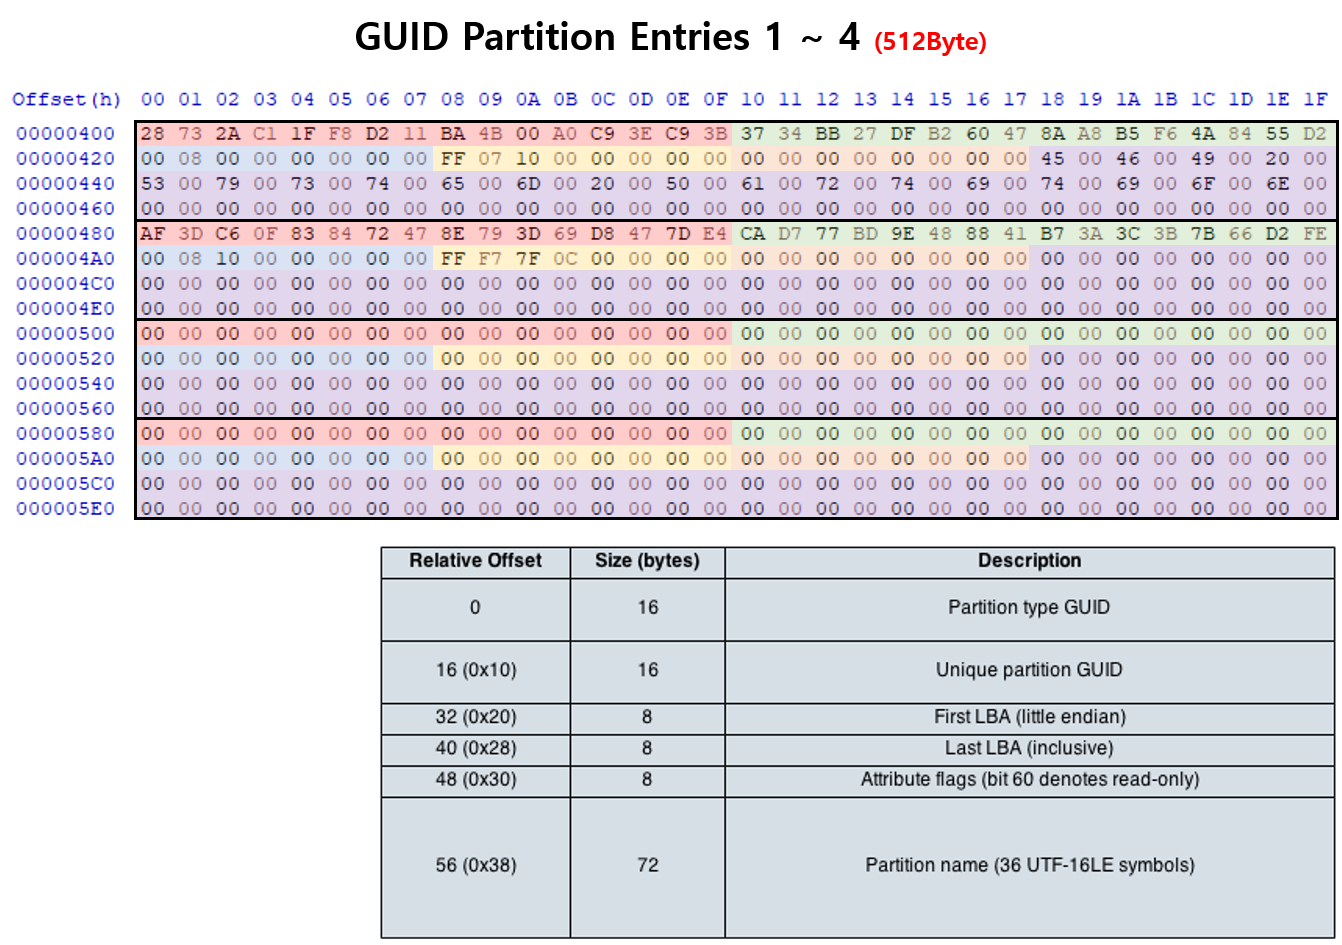 GUID Partition Entries 1 ~ 4 (512Byte)
Offset(h) 00 01 02 03 04 05 06 07 08 09 0A 0B 0C 0D 0E 0F 10 11 12 13 14 15 16 17 18 19 1A 1B 1C 1D 1E 1F
00000400 28 73 2A C1 1F F8 D2 11 BA 4B 00 A0 C9 3E C9 3B 37 34 BB 27 DF B2 60 47 8A A8 B5 F6 4A 84 55 D2
00000420 00 08 00 00 00 00 00 00 FF 07 10 00 00 00 00 00 00 00 00 00 00 00 00 00 45 00 46 00 49 00 20 00
00000440 53 00 79 00 73 00 74 00 65 00 6D 00 20 00 50 00 61 00 72 00 74 00 69 00 74 00 69 00 6F 00 6E 00
00000460 00 00 00 00 00 00 00 00 00 00 00 00 00 00 00 00 00 00 00 00 00 00 00 00 00 00 00 00 00 00 00 00
00000480 AF 3D C6 0F 83 84 72 47 8E 79 3D 69 D8 47 7D E4 CA D7 77 BD 9E 48 88 41 B7 3A 3C 3B 7B 66 D2 FE
000004A0 00 08 10 00 00 00 00 00 FF F7 7F 0C 00 00 00 00 00 00 00 00 00 00 00 00 00 00 00 00 00 00 00 00
000004C0 00 00 00 00 00 00 00 00 00 00 00 00 00 00 00 00 00 00 00 00 00 00 00 00 00 00 00 00 00 00 00 00
000004E0 00 00 00 00 00 00 00 00 00 00 00 00 00 00 00 00 00 00 00 00 00 00 00 00 00 00 00 00 00 00 00 00
00000500 00 00 00 00 00 00 00 00 00 00 00 00 00 00 00 00 00 00 00 00 00 00 00 00 00 00 00 00 00 00 00 00
00000520 00 00 00 00 00 00 00 00 00 00 00 00 00 00 00 00 00 00 00 00 00 00 00 00 00 00 00 00 00 00 00 00
00000540 00 00 00 00 00 00 00 00 00 00 00 00 00 00 00 00 00 00 00 00 00 00 00 00 00 00 00 00 00 00 00 00
00000560 00 00 00 00 00 00 00 00 00 00 00 00 00 00 00 00 00 00 00 00 00 00 00 00 00 00 00 00 00 00 00 00
00000580 00 00 00 00 00 00 00 00 00 00 00 00 00 00 00 00 00 00 00 00 00 00 00 00 00 00 00 00 00 00 00 00
000005A0 00 00 00 00 00 00 00 00 00 00 00 00 00 00 00 00 00 00 00 00 00 00 00 00 00 00 00 00 00 00 00 00
000005C0 00 00 00 00 00 00 00 00 00 00 00 00 00 00 00 00 00 00 00 00 00 00 00 00 00 00 00 00 00 00 00 00
000005E0 00 00 00 00 00 00 00 00 00 00 00 00 00 00 00 00 00 00 00 00 00 00 00 00 00 00 00 00 00 00 00 00
Relative Offset Size (bytes) Description
0 16 Partition type GUID
16 (0x10) 16 Unique partition GUID
32 (0x20) 8 First LBA (little endian)
40 (0x28) 8 Last LBA (inclusive)
48 (0x30) 8 Attribute flags (bit 60 denotes read-only)
56 (0x38) 72 Partition name (36 UTF-16LE symbols)